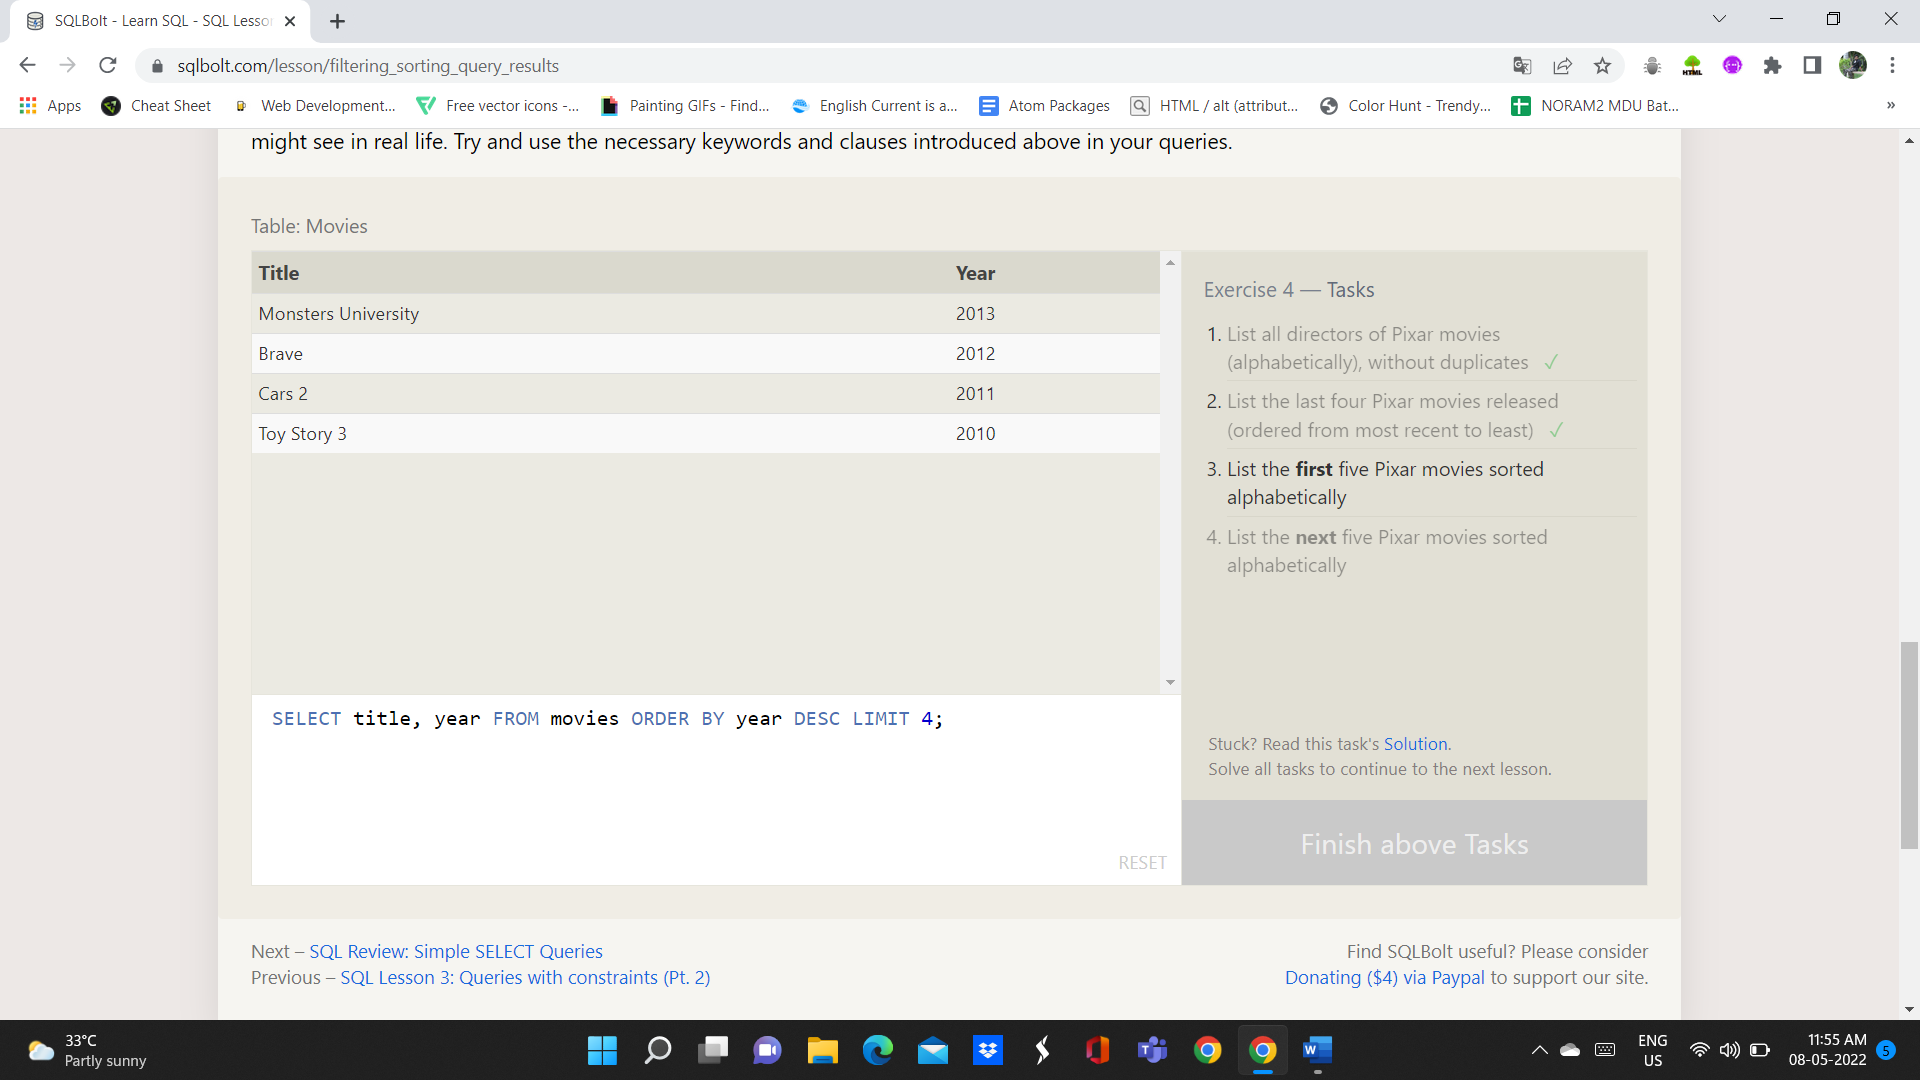 SQLBolt - Learn SQL - SQL Lesso
sqlbolt.com/lesson/filtering_sorting_query_results
Apps
Cheat Sheet
Web Development...
Free vector icons -...
Painting GIFs - Find...
English Current is a...
Atom Packages
HTML / alt (attribut...
Color Hunt - Trendy...
NORAM2 MDU Bat...
»
might see in real life. Try and use the necessary keywords and clauses introduced above in your queries.
Table: Movies
Title Year
Monsters University 2013
Brave 2012
Cars 2 2011
Toy Story 3 2010
SELECT title, year FROM movies ORDER BY year DESC LIMIT 4;
RESET
Exercise 4 — Tasks
1. List all directors of Pixar movies
(alphabetically), without duplicates ✓
2. List the last four Pixar movies released
(ordered from most recent to least) ✓
3. List the first five Pixar movies sorted
alphabetically
4. List the next five Pixar movies sorted
alphabetically
Stuck? Read this task's Solution.
Solve all tasks to continue to the next lesson.
Finish above Tasks
Next – SQL Review: Simple SELECT Queries
Previous – SQL Lesson 3: Queries with constraints (Pt. 2)
Find SQLBolt useful? Please consider
Donating ($4) via Paypal to support our site.
33°C
Partly sunny
ENG
US
11:55 AM
08-05-2022
5